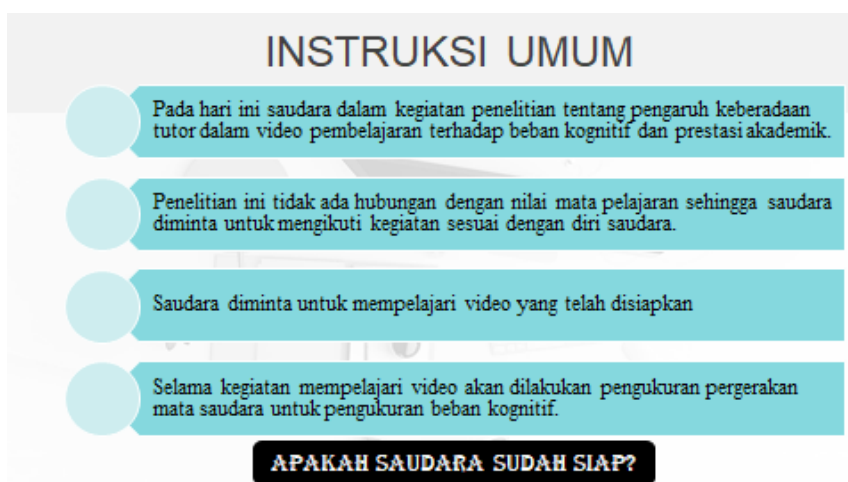 INSTRUKSI UMUM
Pada hari ini saudara dalam kegiatan penelitian tentang pengaruh keberadaan
tutor dalam video pembelajaran terhadap beban kognitif dan prestasi akademik.
Penelitian ini tidak ada hubungan dengan nilai mata pelajaran sehingga saudara
diminta untuk mengikuti kegiatan sesuai dengan diri saudara.
Saudara diminta untuk mempelajari video yang telah disiapkan
Selama kegiatan mempelajari video akan dilakukan pengukuran pergerakan
mata saudara untuk pengukuran beban kognitif.
APAKAH SAUDARA SUDAH SIAP?